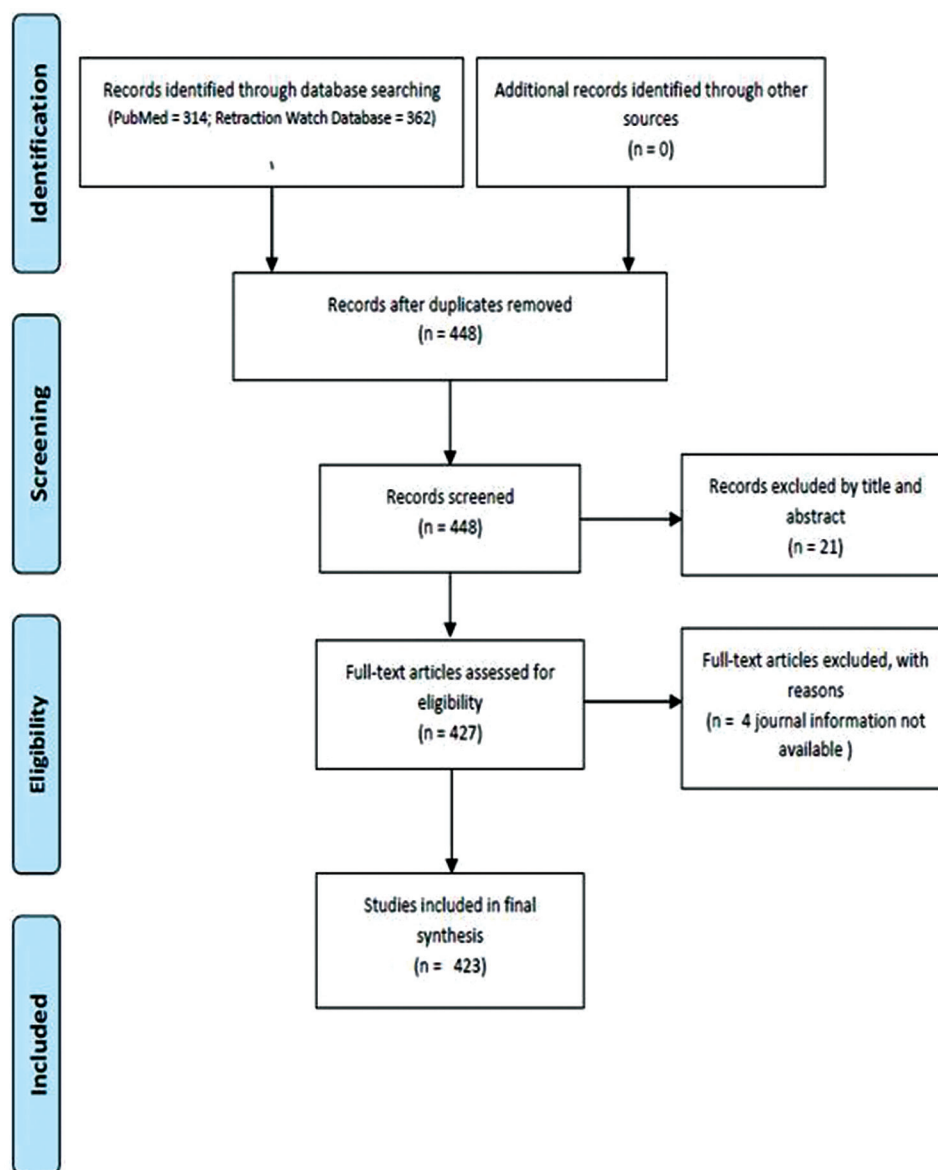 Identification
Records identified through database searching
(PubMed = 314; Retraction Watch Database = 362)
Additional records identified through other
sources
(n = 0)
Records after duplicates removed
(n = 448)
Screening
Records screened
(n = 448)
Records excluded by title and
abstract
(n = 21)
Eligibility
Full-text articles assessed for
eligibility
(n = 427)
Full-text articles excluded, with
reasons
(n = 4 journal information not
available )
Included
Studies included in final
synthesis
(n = 423)